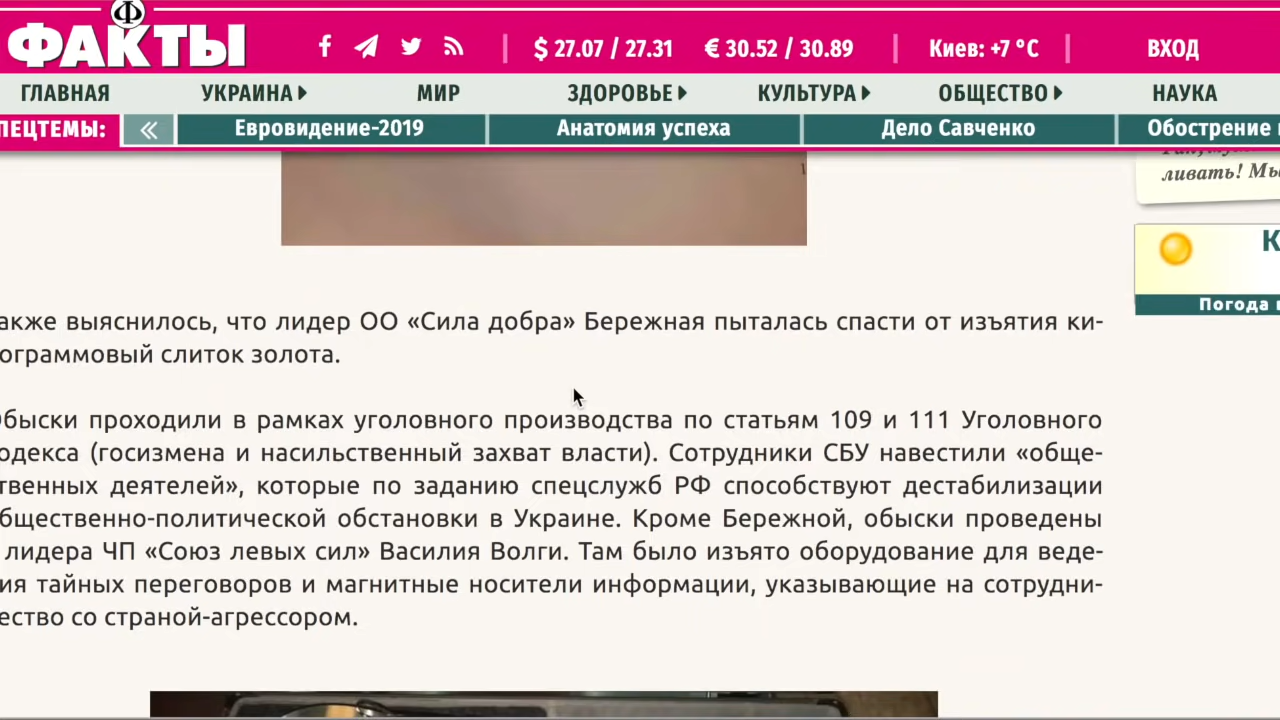 Ф
ФАКТЫ
$ 27.07 / 27.31
€ 30.52 / 30.89
Киев: +7 °C
ВХОД
ГЛАВНАЯ
УКРАИНА
МИР
ЗДОРОВЬЕ
КУЛЬТУРА
ОБЩЕСТВО
НАУКА
ПЕЦТЕМЫ:
Евровидение-2019
Анатомия успеха
Дело Савченко
Обострение
ливать! Мы
К
Погода
акже выяснилось, что лидер ОО «Сила добра» Бережная пыталась спасти от изъятия ки-
ограммовый слиток золота.
Обыски проходили в рамках уголовного производства по статьям 109 и 111 Уголовного
одекса (госизмена и насильственный захват власти). Сотрудники СБУ навестили «обще-
твенных деятелей», которые по заданию спецслужб РФ способствуют дестабилизации
бщественно-политической обстановки в Украине. Кроме Бережной, обыски проведены
лидера ЧП «Союз левых сил» Василия Волги. Там было изъято оборудование для веде-
ия тайных переговоров и магнитные носители информации, указывающие на сотрудни-
ество со страной-агрессором.